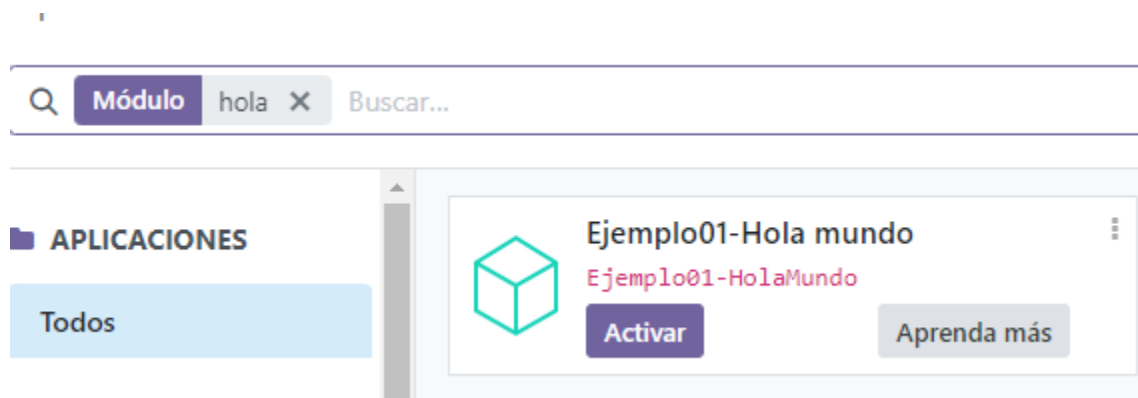 Módulo hola ✕ Buscar...
APLICACIONES
Todos
Ejemplo01-Hola mundo
Ejemplo01-HolaMundo
Activar Aprenda más